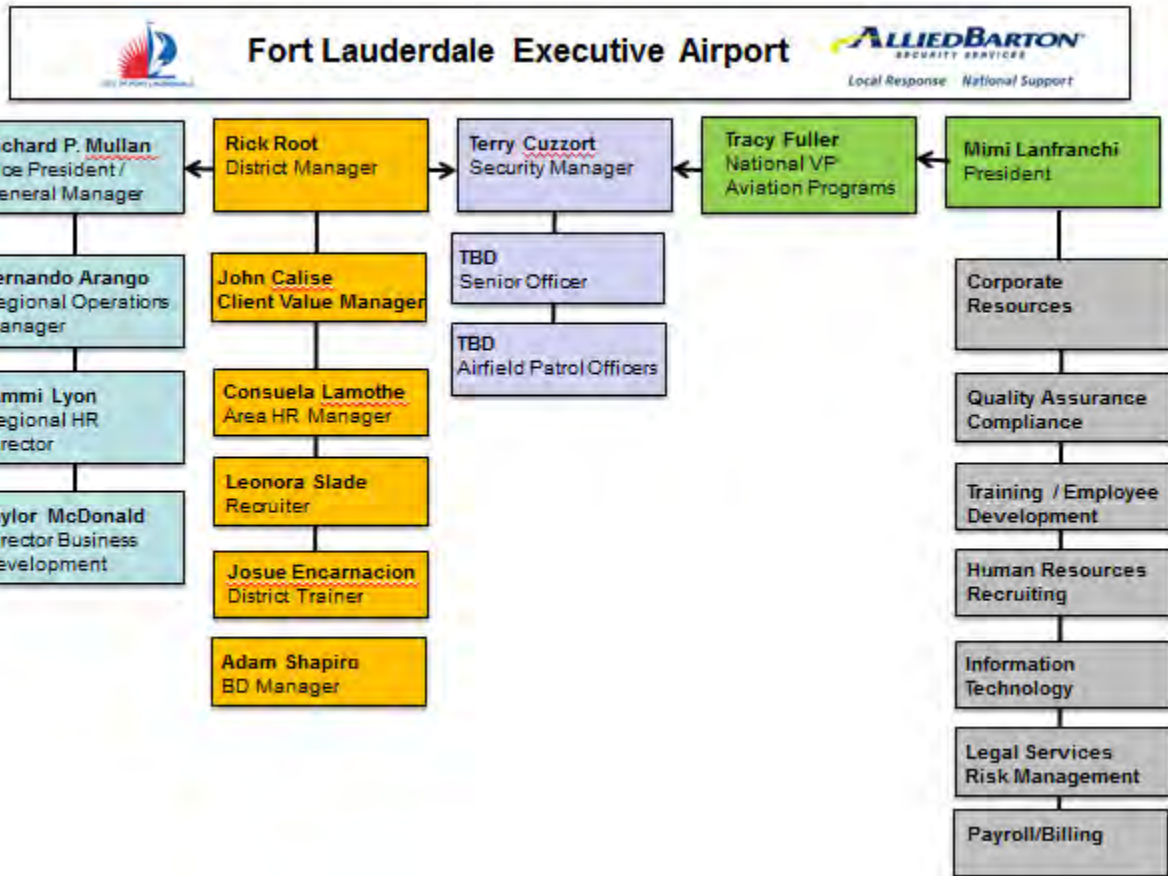 Fort Lauderdale Executive Airport
ALLIEDBARTON
SECURITY SERVICES
Local Response National Support
chard P. Mullan
ce President /
eneral Manager
ernando Arango
egional Operations
anager
mmi Lyon
egional HR
rector
ylor McDonald
rector Business
evelopment
Rick Root
District Manager
John Calise
Client Value Manager
Consuela Lamothe
Area HR Manager
Leonora Slade
Recruiter
Josue Encarnacion
District Trainer
Adam Shapiro
BD Manager
Terry Cuzzort
Security Manager
TBD
Senior Officer
TBD
Airfield Patrol Officers
Tracy Fuller
National VP
Aviation Programs
Mimi Lanfranchi
President
Corporate
Resources
Quality Assurance
Compliance
Training / Employee
Development
Human Resources
Recruiting
Information
Technology
Legal Services
Risk Management
Payroll/Billing